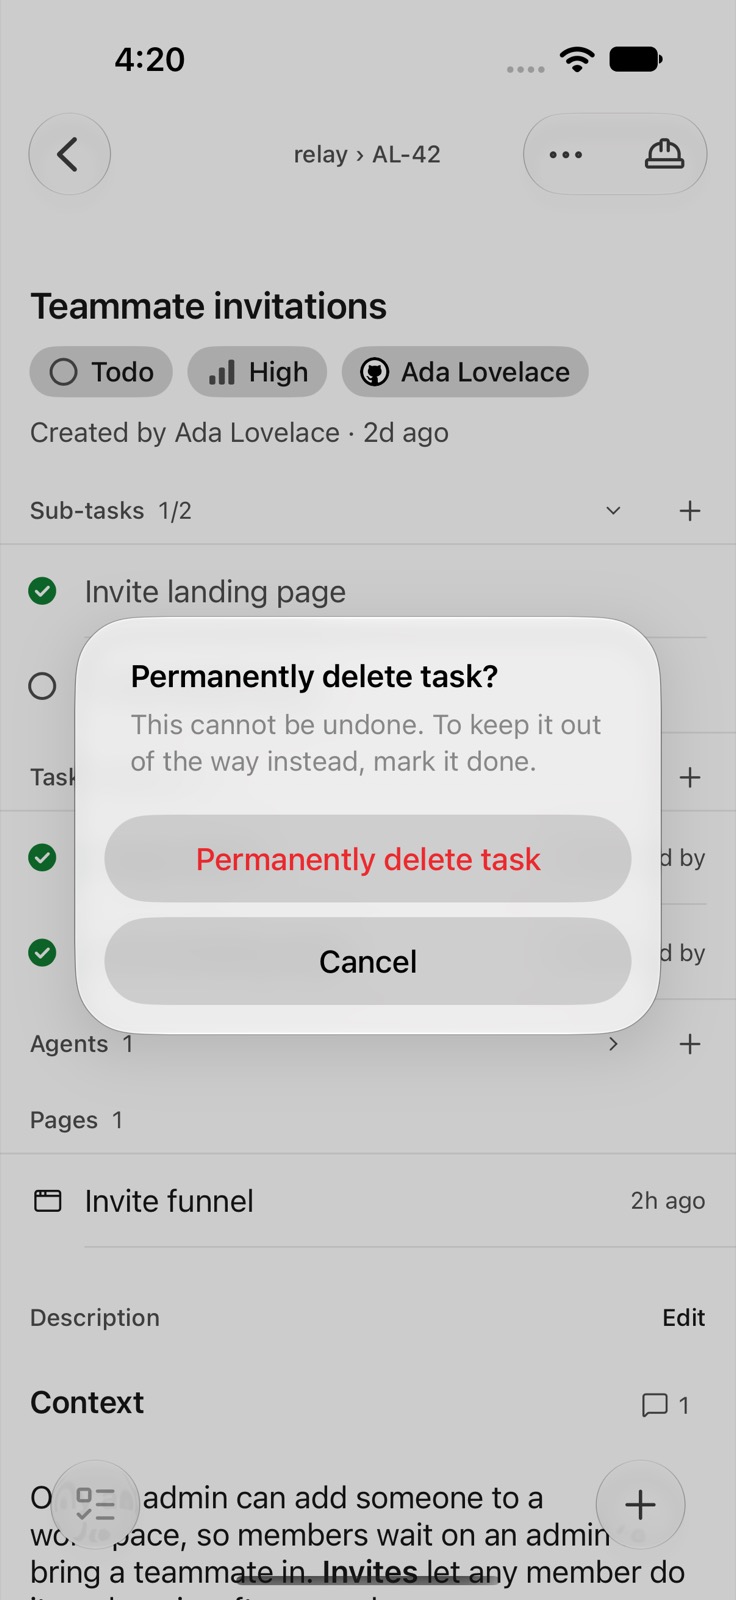 4:20
relay › AL-42
Teammate invitations
Todo
High
Ada Lovelace
Created by Ada Lovelace · 2d ago
Sub-tasks 1/2
Invite landing page
Permanently delete task?
This cannot be undone. To keep it out
of the way instead, mark it done.
Permanently delete task
Cancel
d by
d by
Agents 1
Pages 1
Invite funnel
2h ago
Description
Edit
Context
1
admin can add someone to a
so members wait on an admin
bring a teammate in. Invites let any member do